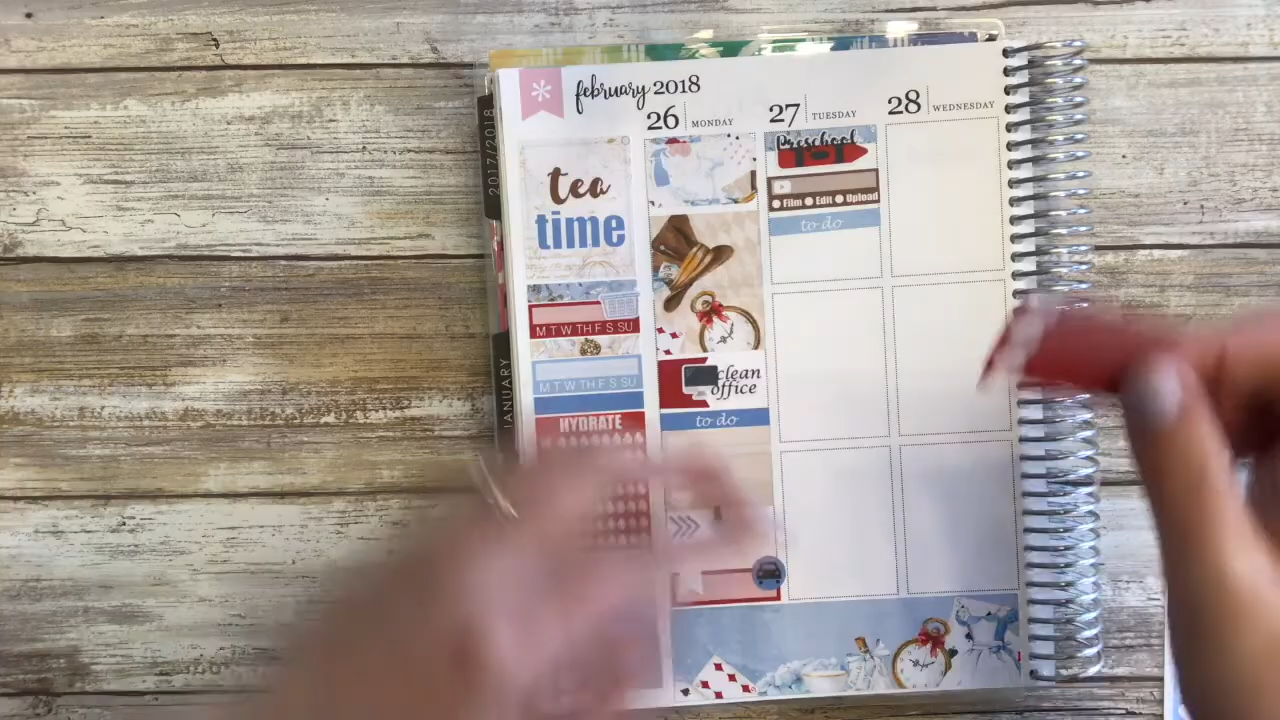 february 2018
26 MONDAY
27 TUESDAY
28 WEDNESDAY
2017/2018
tea
time
Preschool
Film Edit Upload
to do
M T W TH F S SU
clean
office
M T W TH F S SU
to do
HYDRATE
JANUARY